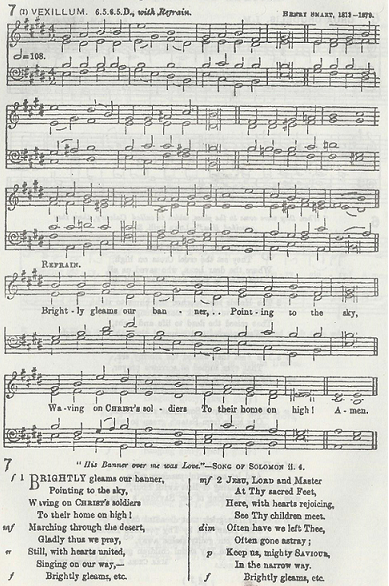 7 (1) VEXILLUM. 6.5.6.5.D., with Refrain. HENRY SMART, 1813–1879.
=108.
REFRAIN.
Bright - ly gleams our ban - ner,.. Point - ing to the sky,
Wa - ving on CHRIST'S sol - diers To their home on high! A - men.
7 "His Banner over me was Love."—SONG OF SOLOMON ii. 4.
f 1 BRIGHTLY gleams our banner,
Pointing to the sky,
Waving on CHRIST'S soldiers
To their home on high!
mf Marching through the desert,
Gladly thus we pray,
Still, with hearts united,
Singing on our way,—
f Brightly gleams, etc.
mf 2 JESU, LORD and Master
At Thy sacred Feet,
Here, with hearts rejoicing,
See Thy children meet.
dim Often have we left Thee,
Often gone astray;
p Keep us, mighty SAVIOUR,
In the narrow way.
f Brightly gleams, etc.